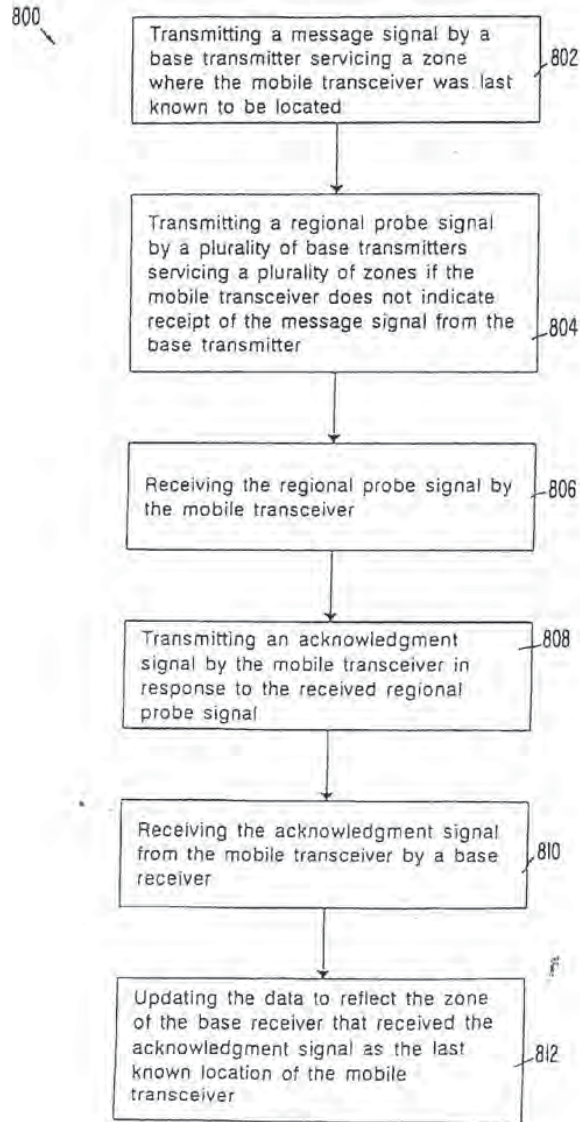 800
Transmitting a message signal by a
base transmitter servicing a zone
where the mobile transceiver was last
known to be located
802
Transmitting a regional probe signal
by a plurality of base transmitters
servicing a plurality of zones if the
mobile transceiver does not indicate
receipt of the message signal from the
base transmitter
804
Receiving the regional probe signal by
the mobile transceiver
806
Transmitting an acknowledgment
signal by the mobile transceiver in
response to the received regional
probe signal
808
Receiving the acknowledgment signal
from the mobile transceiver by a base
receiver
810
Updating the data to reflect the zone
of the base receiver that received the
acknowledgment signal as the last
known location of the mobile
transceiver
812